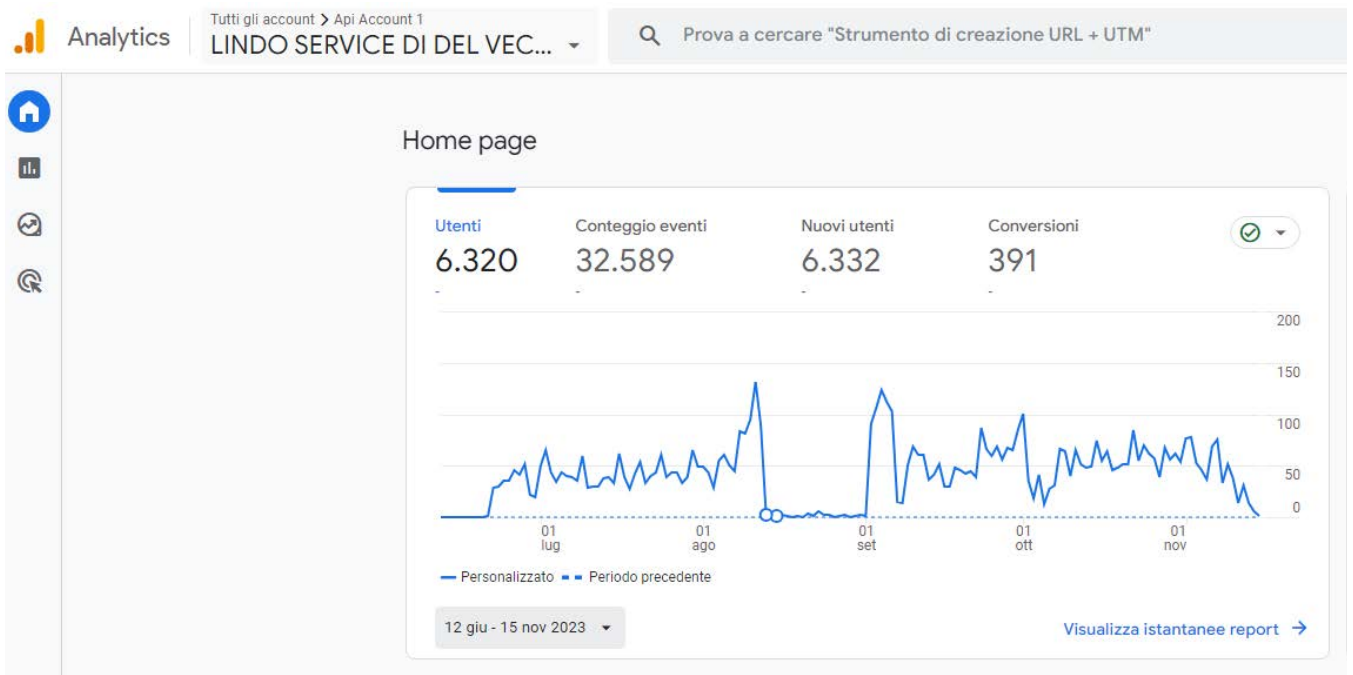 Analytics
Tutti gli account > Api Account 1
LINDO SERVICE DI DEL VEC...
Prova a cercare "Strumento di creazione URL + UTM"
Home page
Utenti
6.320
-
Conteggio eventi
32.589
-
Nuovi utenti
6.332
-
Conversioni
391
-
200
150
100
50
0
01 lug
01 ago
01 set
01 ott
01 nov
Personalizzato
Periodo precedente
12 giu - 15 nov 2023
Visualizza istantanee report →